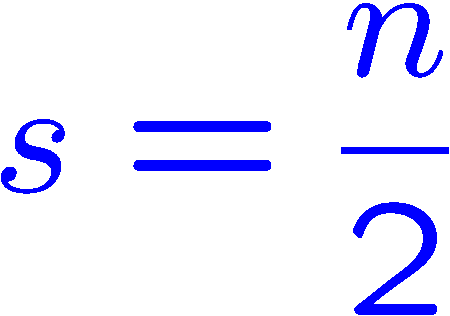 s = n/2